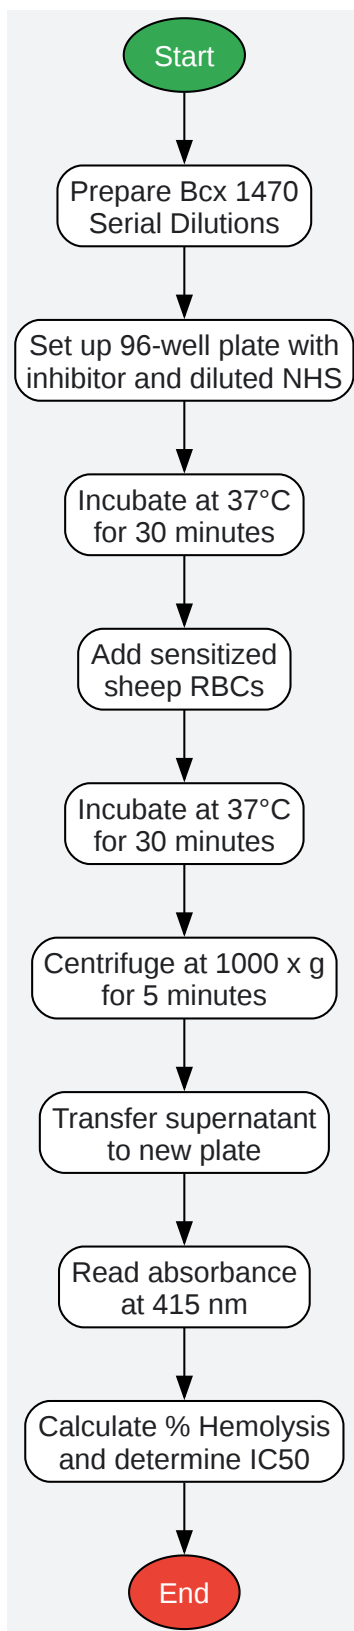 Start
Prepare Bcx 1470
Serial Dilutions
Set up 96-well plate with
inhibitor and diluted NHS
Incubate at 37°C
for 30 minutes
Add sensitized
sheep RBCs
Incubate at 37°C
for 30 minutes
Centrifuge at 1000 x g
for 5 minutes
Transfer supernatant
to new plate
Read absorbance
at 415 nm
Calculate % Hemolysis
and determine IC50
End